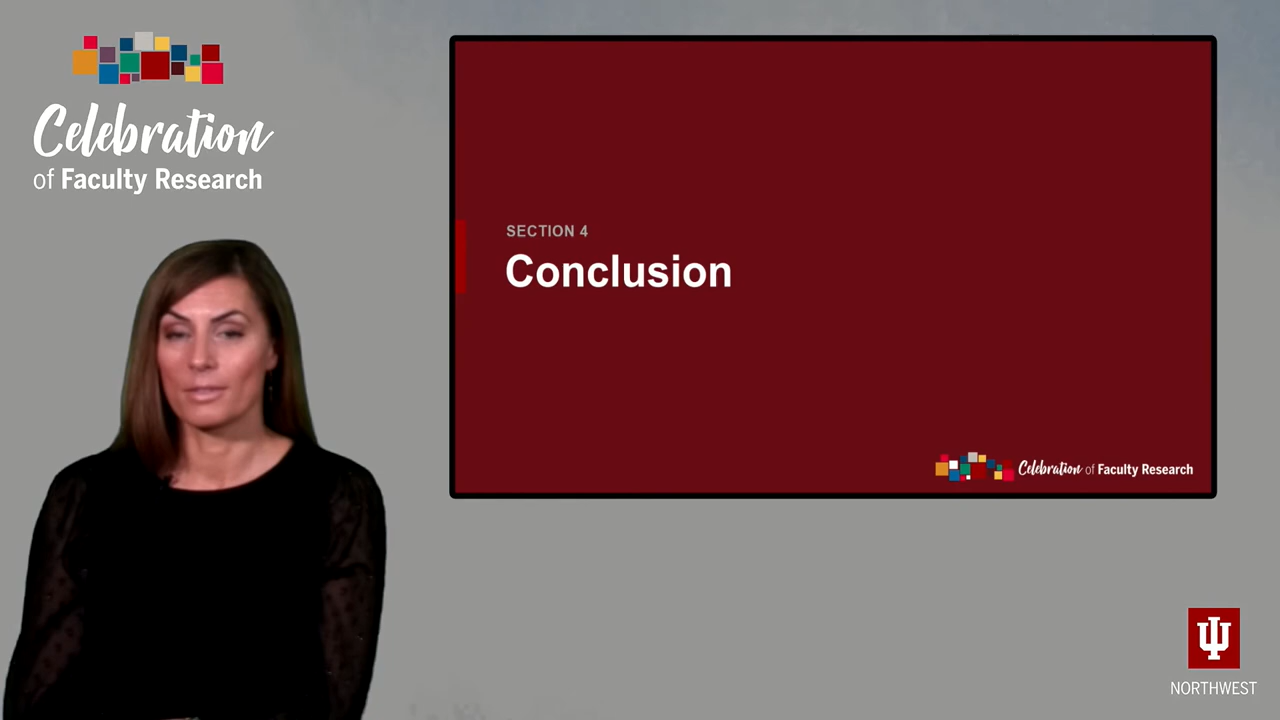 Celebration
of Faculty Research
SECTION 4
Conclusion
Celebration of Faculty Research
NORTHWEST